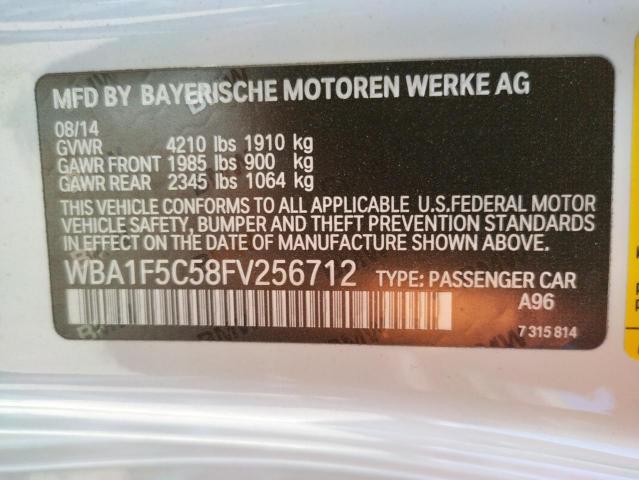 MFD BY BAYERISCHE MOTOREN WERKE AG
08/14
GVWR 4210 lbs 1910 kg
GAWR FRONT 1985 lbs 900 kg
GAWR REAR 2345 lbs 1064 kg
THIS VEHICLE CONFORMS TO ALL APPLICABLE U.S.FEDERAL MOTOR
VEHICLE SAFETY, BUMPER AND THEFT PREVENTION STANDARDS
IN EFFECT ON THE DATE OF MANUFACTURE SHOWN ABOVE.
WBA1F5C58FV256712 TYPE: PASSENGER CAR
A96
7 315 814